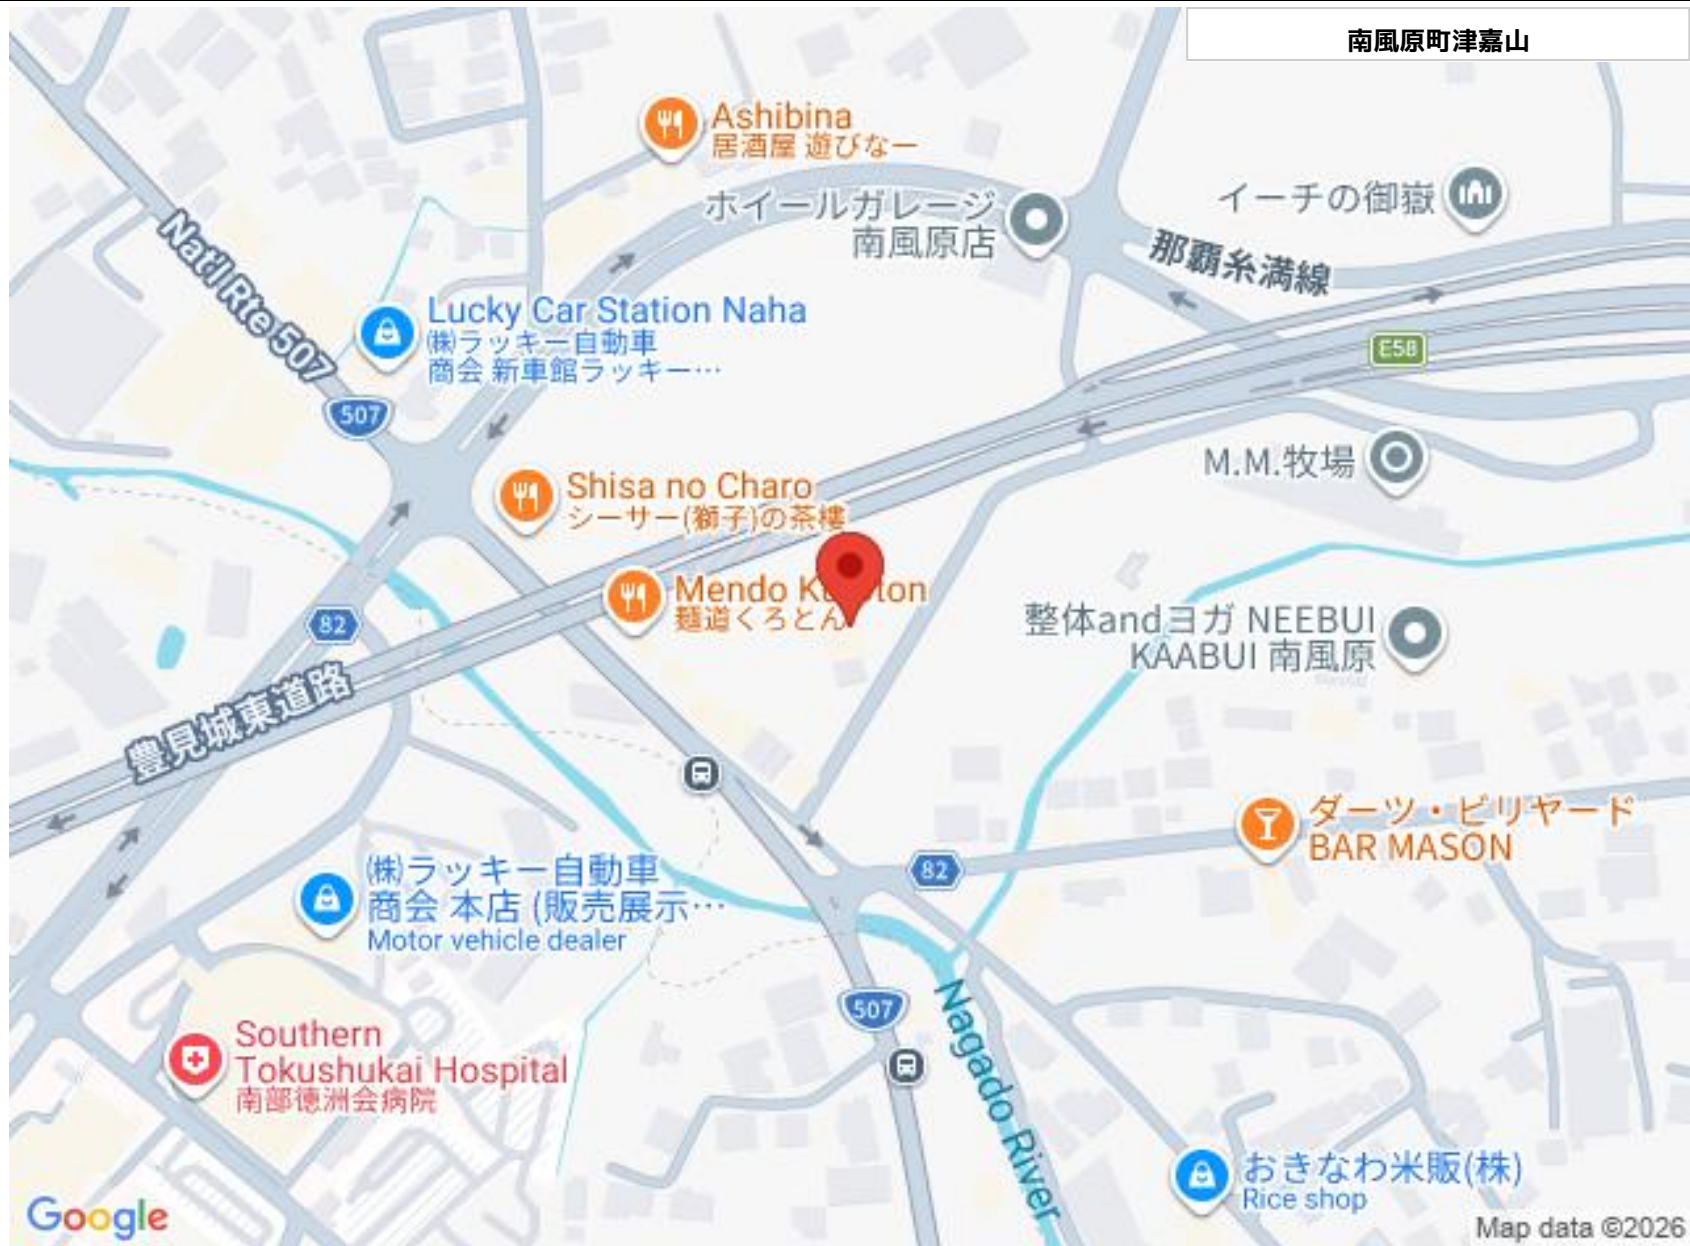 南風原町津嘉山
Ashibina
居酒屋 遊びなー
ホイールガレージ
南風原店
イーチの御嶽
那覇糸満線
Nat'l Rte 507
Lucky Car Station Naha
㈱ラッキー自動車
商会 新車館ラッキー…
E58
507
M.M.牧場
Shisa no Charo
シーサー(獅子)の茶樓
Mendo Ku
ton
麺道くろとん
整体andヨガ NEEBUI
KAABUI 南風原
82
豊見城東道路
ダーツ・ビリヤード
BAR MASON
82
㈱ラッキー自動車
商会 本店 (販売展示…
Motor vehicle dealer
507
Nagado River
Southern
Tokushukai Hospital
南部徳洲会病院
おきなわ米販(株)
Rice shop
Google
Map data ©2026